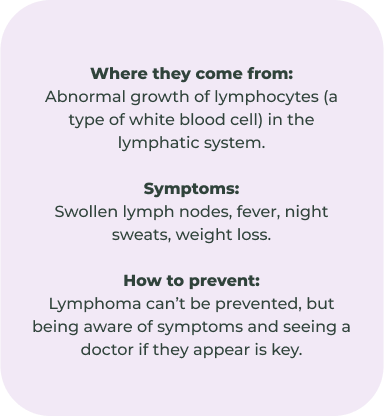 Where they come from:
Abnormal growth of lymphocytes (a
type of white blood cell) in the
lymphatic system.
Symptoms:
Swollen lymph nodes, fever, night
sweats, weight loss.
How to prevent:
Lymphoma can’t be prevented, but
being aware of symptoms and seeing a
doctor if they appear is key.